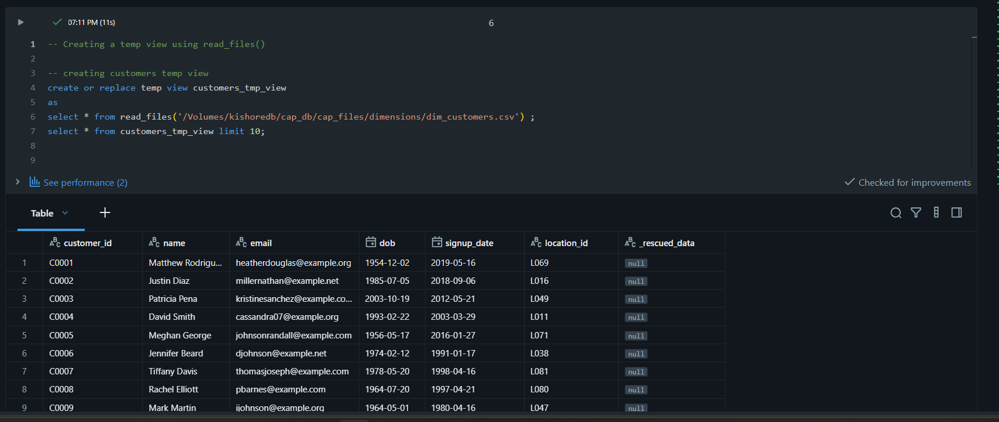 07:11 PM (11s)
6
1 -- Creating a temp view using read_files()
2
3 -- creating customers temp view
4 create or replace temp view customers_tmp_view
5 as
6 select * from read_files('/Volumes/kishoredb/cap_db/cap_files/dimensions/dim_customers.csv') ;
7 select * from customers_tmp_view limit 10;
8
9
See performance (2)
Checked for improvements
Table
customer_id name email dob signup_date location_id _rescued_data
1 C0001 Matthew Rodrigu... heatherdouglas@example.org 1954-12-02 2019-05-16 L069 null
2 C0002 Justin Diaz millernathan@example.net 1985-07-05 2018-09-06 L016 null
3 C0003 Patricia Pena kristinesanchez@example.co... 2003-10-19 2012-05-21 L049 null
4 C0004 David Smith cassandra07@example.org 1993-02-22 2003-03-29 L011 null
5 C0005 Meghan George johnsonrandall@example.com 1956-05-17 2016-01-27 L071 null
6 C0006 Jennifer Beard djohnson@example.net 1974-02-12 1991-01-17 L038 null
7 C0007 Tiffany Davis thomasjoseph@example.com 1978-05-20 1998-04-16 L081 null
8 C0008 Rachel Elliott pbarnes@example.com 1964-07-20 1997-04-21 L080 null
9 C0009 Mark Martin 1964-05-01 1980-04-16 L047 null